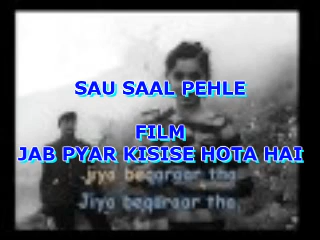 SAU SAAL PEHLE
FILM
JAB PYAR KISISE HOTA HAI
jiya beqaraar tha
Jiya beqaraar tha,